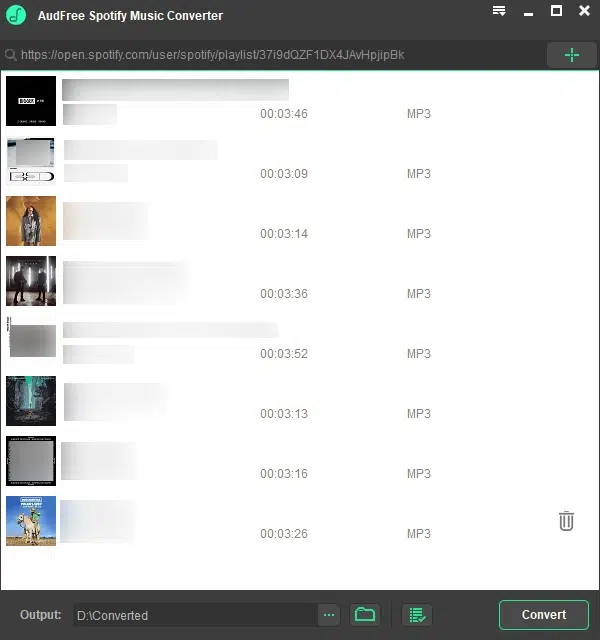 AudFree Spotify Music Converter
https://open.spotify.com/user/spotify/playlist/37i9dQZF1DX4JAvHpjipBk
00:03:46 MP3
00:03:09 MP3
00:03:14 MP3
00:03:36 MP3
00:03:52 MP3
00:03:13 MP3
00:03:16 MP3
00:03:26 MP3
Output: D:\Converted ... Convert